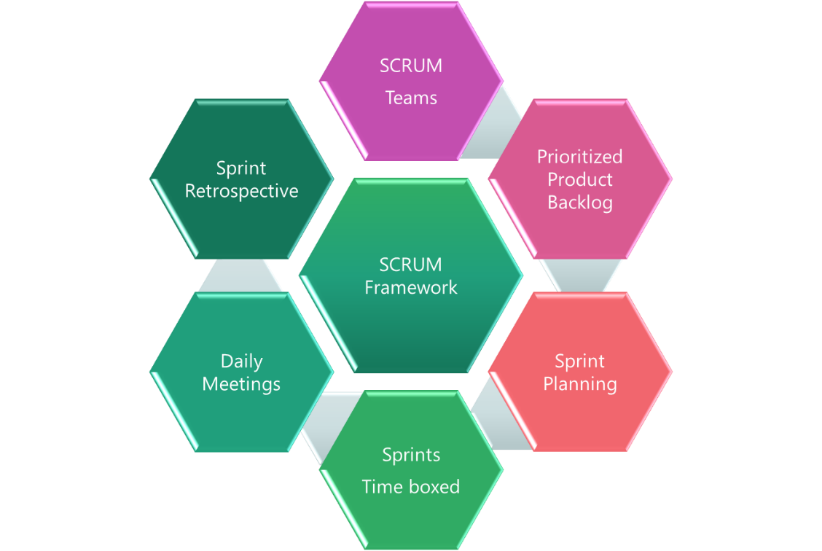 SCRUM
Teams
Prioritized
Product
Backlog
Sprint
Retrospective
SCRUM
Framework
Sprint
Planning
Daily
Meetings
Sprints
Time boxed